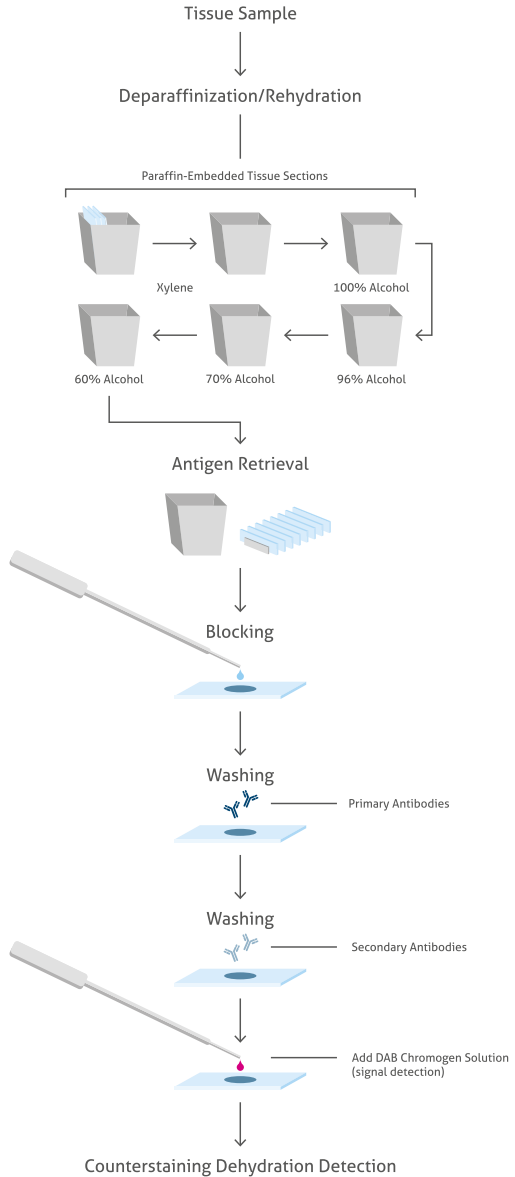 Tissue Sample
Deparaffinization/Rehydration
Paraffin-Embedded Tissue Sections
Xylene
100% Alcohol
60% Alcohol
70% Alcohol
96% Alcohol
Antigen Retrieval
Blocking
Washing
Primary Antibodies
Washing
Secondary Antibodies
Add DAB Chromogen Solution
(signal detection)
Counterstaining Dehydration Detection